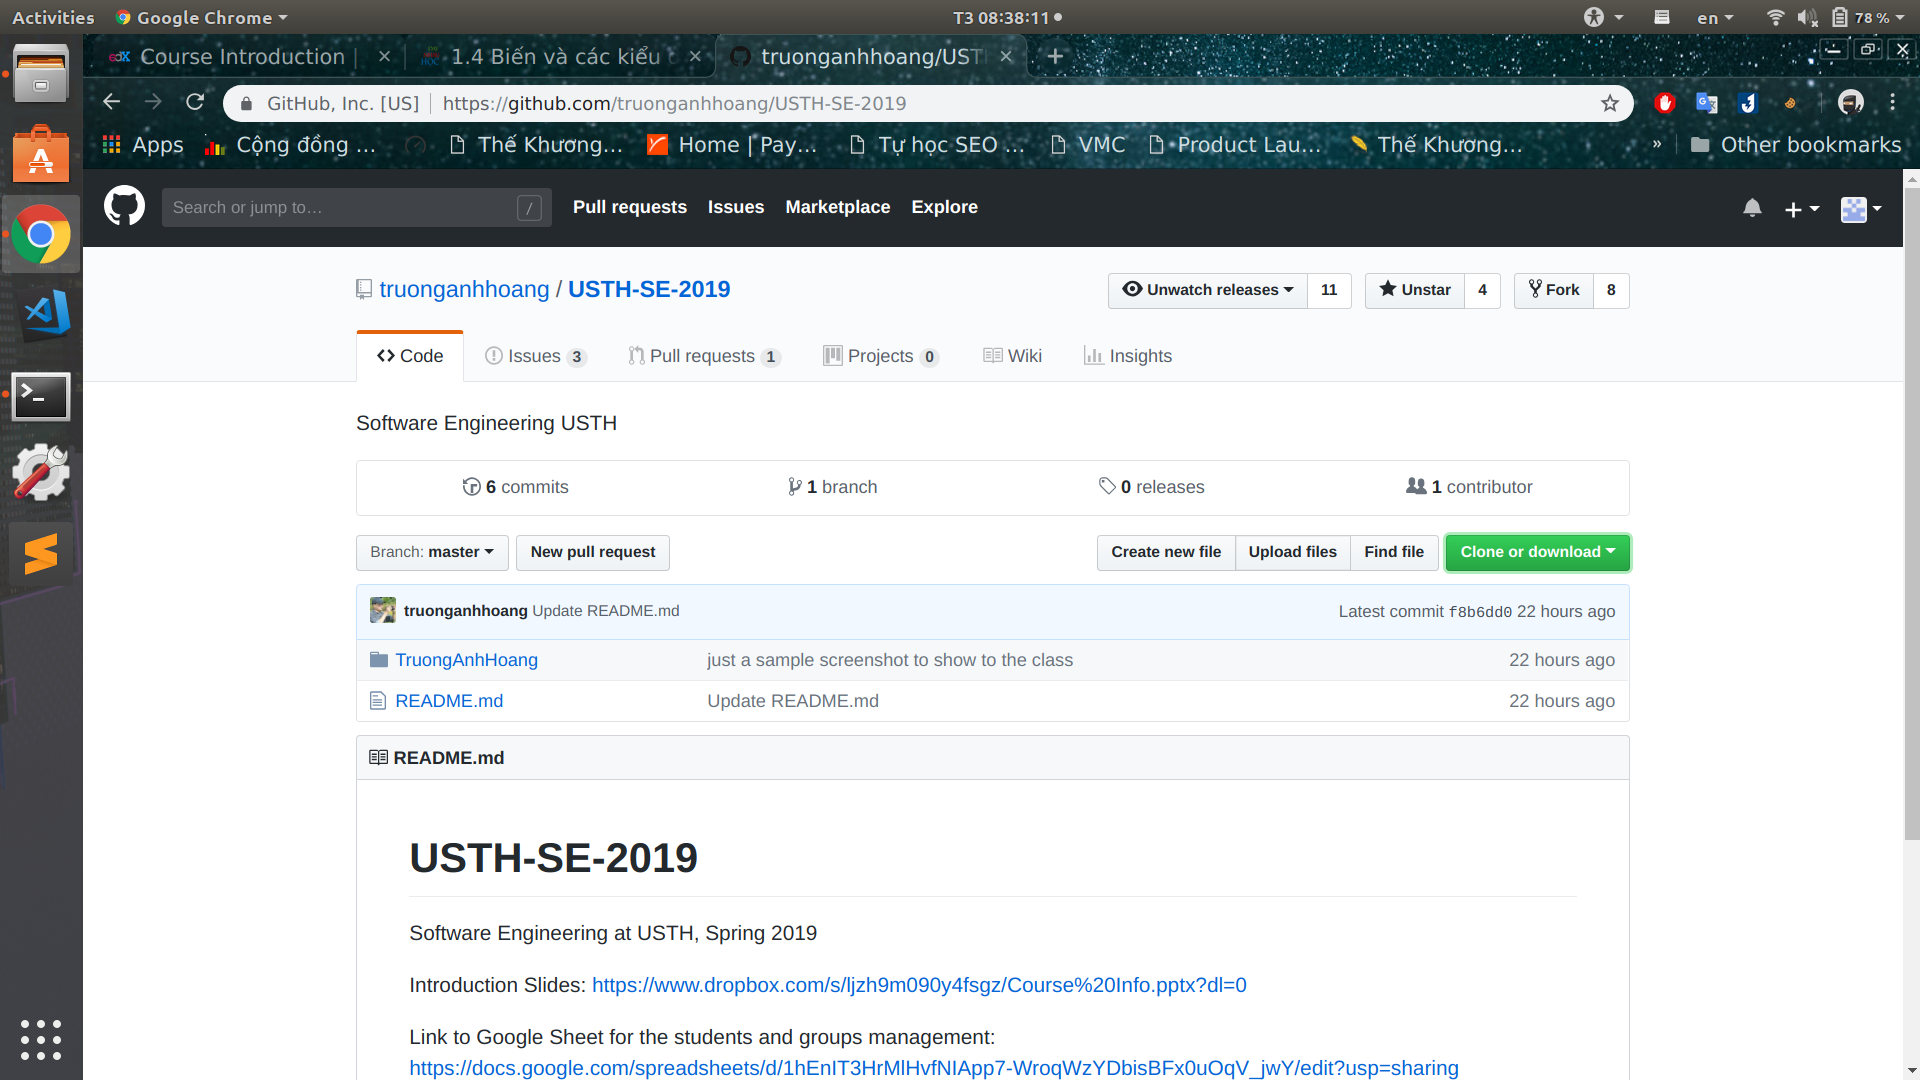 Activities Google Chrome T3 08:38:11 en 78 %
Course Introduction | 1.4 Biến và các kiểu truonganhhoang/UST
GitHub, Inc. [US] https://github.com/truonganhhoang/USTH-SE-2019
Apps Cộng đồng ... Thế Khương... Home | Pay... Tự học SEO ... VMC Product Lau... Thế Khương... » Other bookmarks
Search or jump to… / Pull requests Issues Marketplace Explore
truonganhhoang / USTH-SE-2019 Unwatch releases 11 Unstar 4 Fork 8
Code Issues 3 Pull requests 1 Projects 0 Wiki Insights
Software Engineering USTH
6 commits 1 branch 0 releases 1 contributor
Branch: master New pull request Create new file Upload files Find file Clone or download
truonganhhoang Update README.md Latest commit f8b6dd0 22 hours ago
TruongAnhHoang just a sample screenshot to show to the class 22 hours ago
README.md Update README.md 22 hours ago
README.md
USTH-SE-2019
Software Engineering at USTH, Spring 2019
Introduction Slides: https://www.dropbox.com/s/ljzh9m090y4fsgz/Course%20Info.pptx?dl=0
Link to Google Sheet for the students and groups management:
https://docs.google.com/spreadsheets/d/1hEnIT3HrMlHvfNIApp7-WroqWzYDbisBFx0uOqV_jwY/edit?usp=sharing